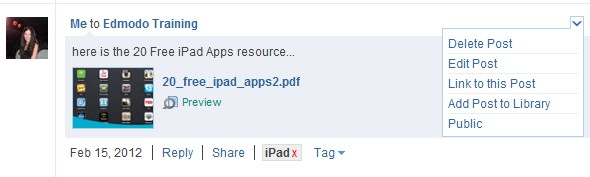 Me to Edmodo Training
here is the 20 Free iPad Apps resource...
20_free_ipad_apps2.pdf
Preview
Delete Post
Edit Post
Link to this Post
Add Post to Library
Public
Feb 15, 2012 | Reply | Share | iPad x | Tag